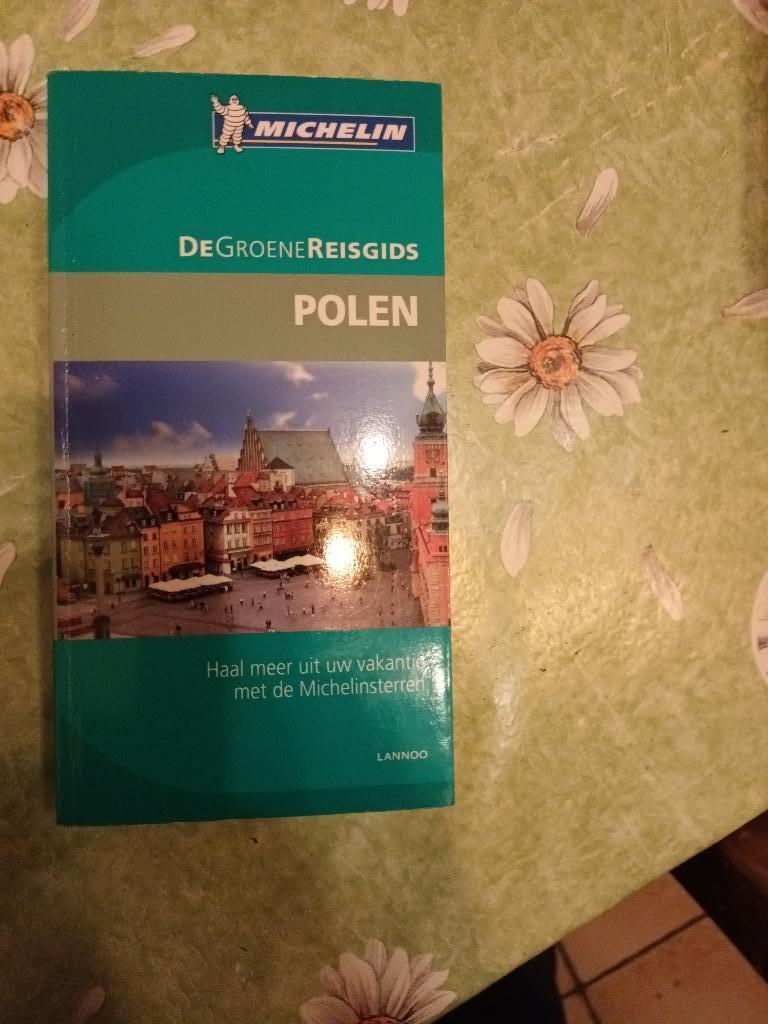 MICHELIN
DEGROENEREISGIDS
POLEN
Haal meer uit uw vakantie
met de Michelinsterren
LANNOO